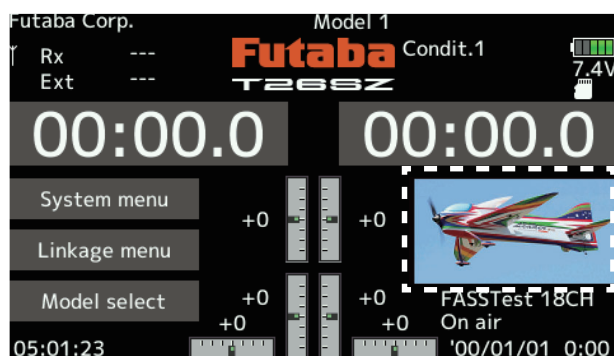 Futaba Corp.
Model 1
Rx ---
Ext ---
Futaba
T26SZ
Condit.1
7.4V
00:00.0
00:00.0
System menu
Linkage menu
Model select
+0
+0
+0
+0
+0
+0
FASSTest 18CH
On air
05:01:23
'00/01/01 0:00